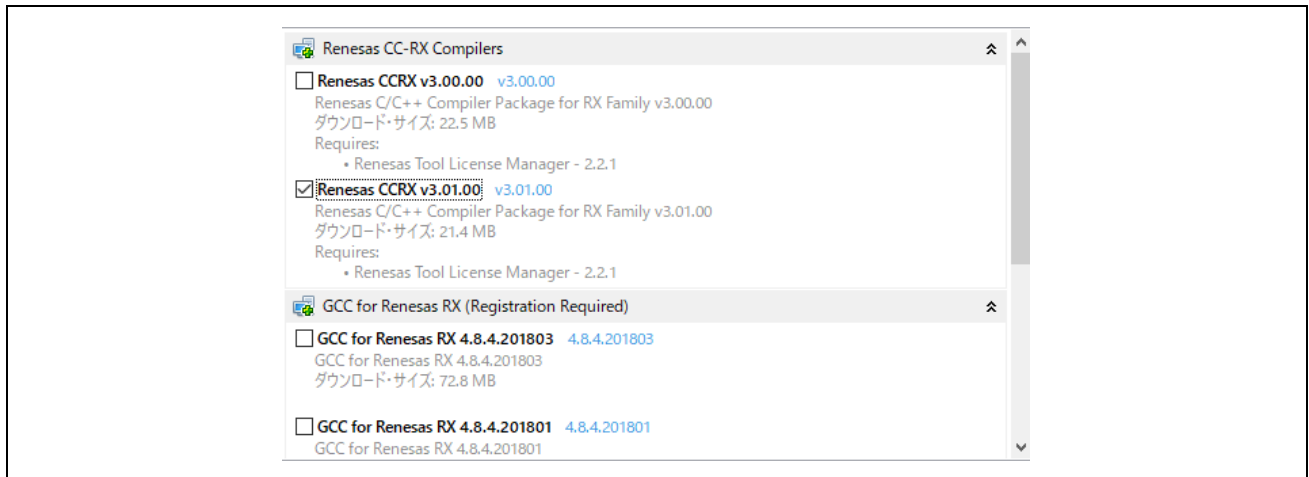 Renesas CC-RX Compilers
Renesas CCRX v3.00.00 v3.00.00
Renesas C/C++ Compiler Package for RX Family v3.00.00
ダウンロード・サイズ: 22.5 MB
Requires:
• Renesas Tool License Manager - 2.2.1
Renesas CCRX v3.01.00 v3.01.00
Renesas C/C++ Compiler Package for RX Family v3.01.00
ダウンロード・サイズ: 21.4 MB
Requires:
• Renesas Tool License Manager - 2.2.1
GCC for Renesas RX (Registration Required)
GCC for Renesas RX 4.8.4.201803 4.8.4.201803
GCC for Renesas RX 4.8.4.201803
ダウンロード・サイズ: 72.8 MB
GCC for Renesas RX 4.8.4.201801 4.8.4.201801
GCC for Renesas RX 4.8.4.201801